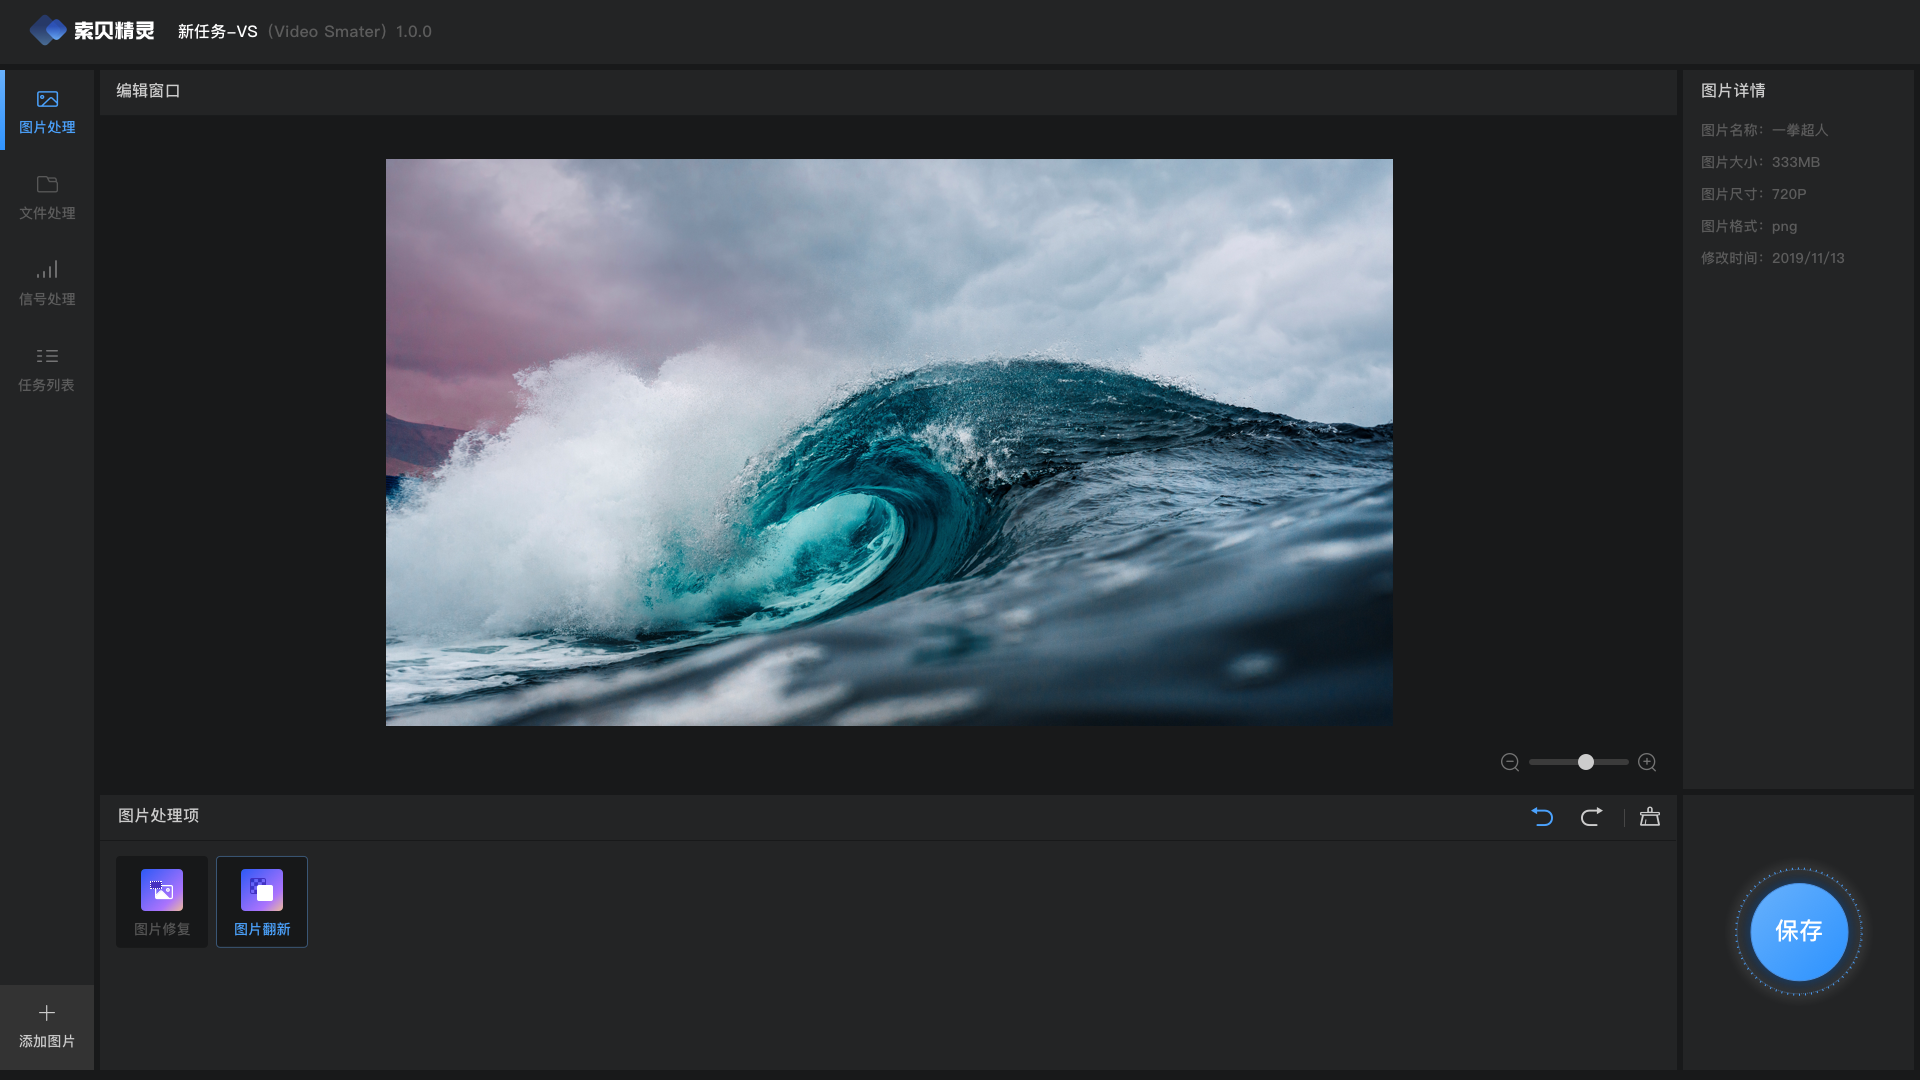 索贝精灵
新任务-VS（Video Smater）1.0.0
图片处理
文件处理
信号处理
任务列表
添加图片
编辑窗口
图片处理项
图片修复
图片翻新
图片详情
图片名称：一拳超人
图片大小：333MB
图片尺寸：720P
图片格式：png
修改时间：2019/11/13
保存